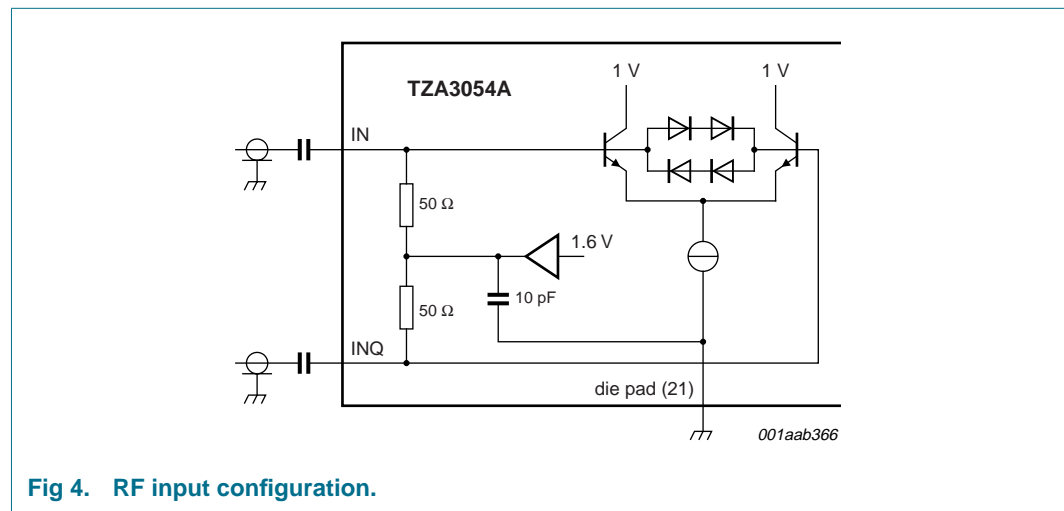 1 V
1 V
TZA3054A
IN
50 Ω
1.6 V
10 pF
50 Ω
INQ
die pad (21)
001aab366
Fig 4. RF input configuration.